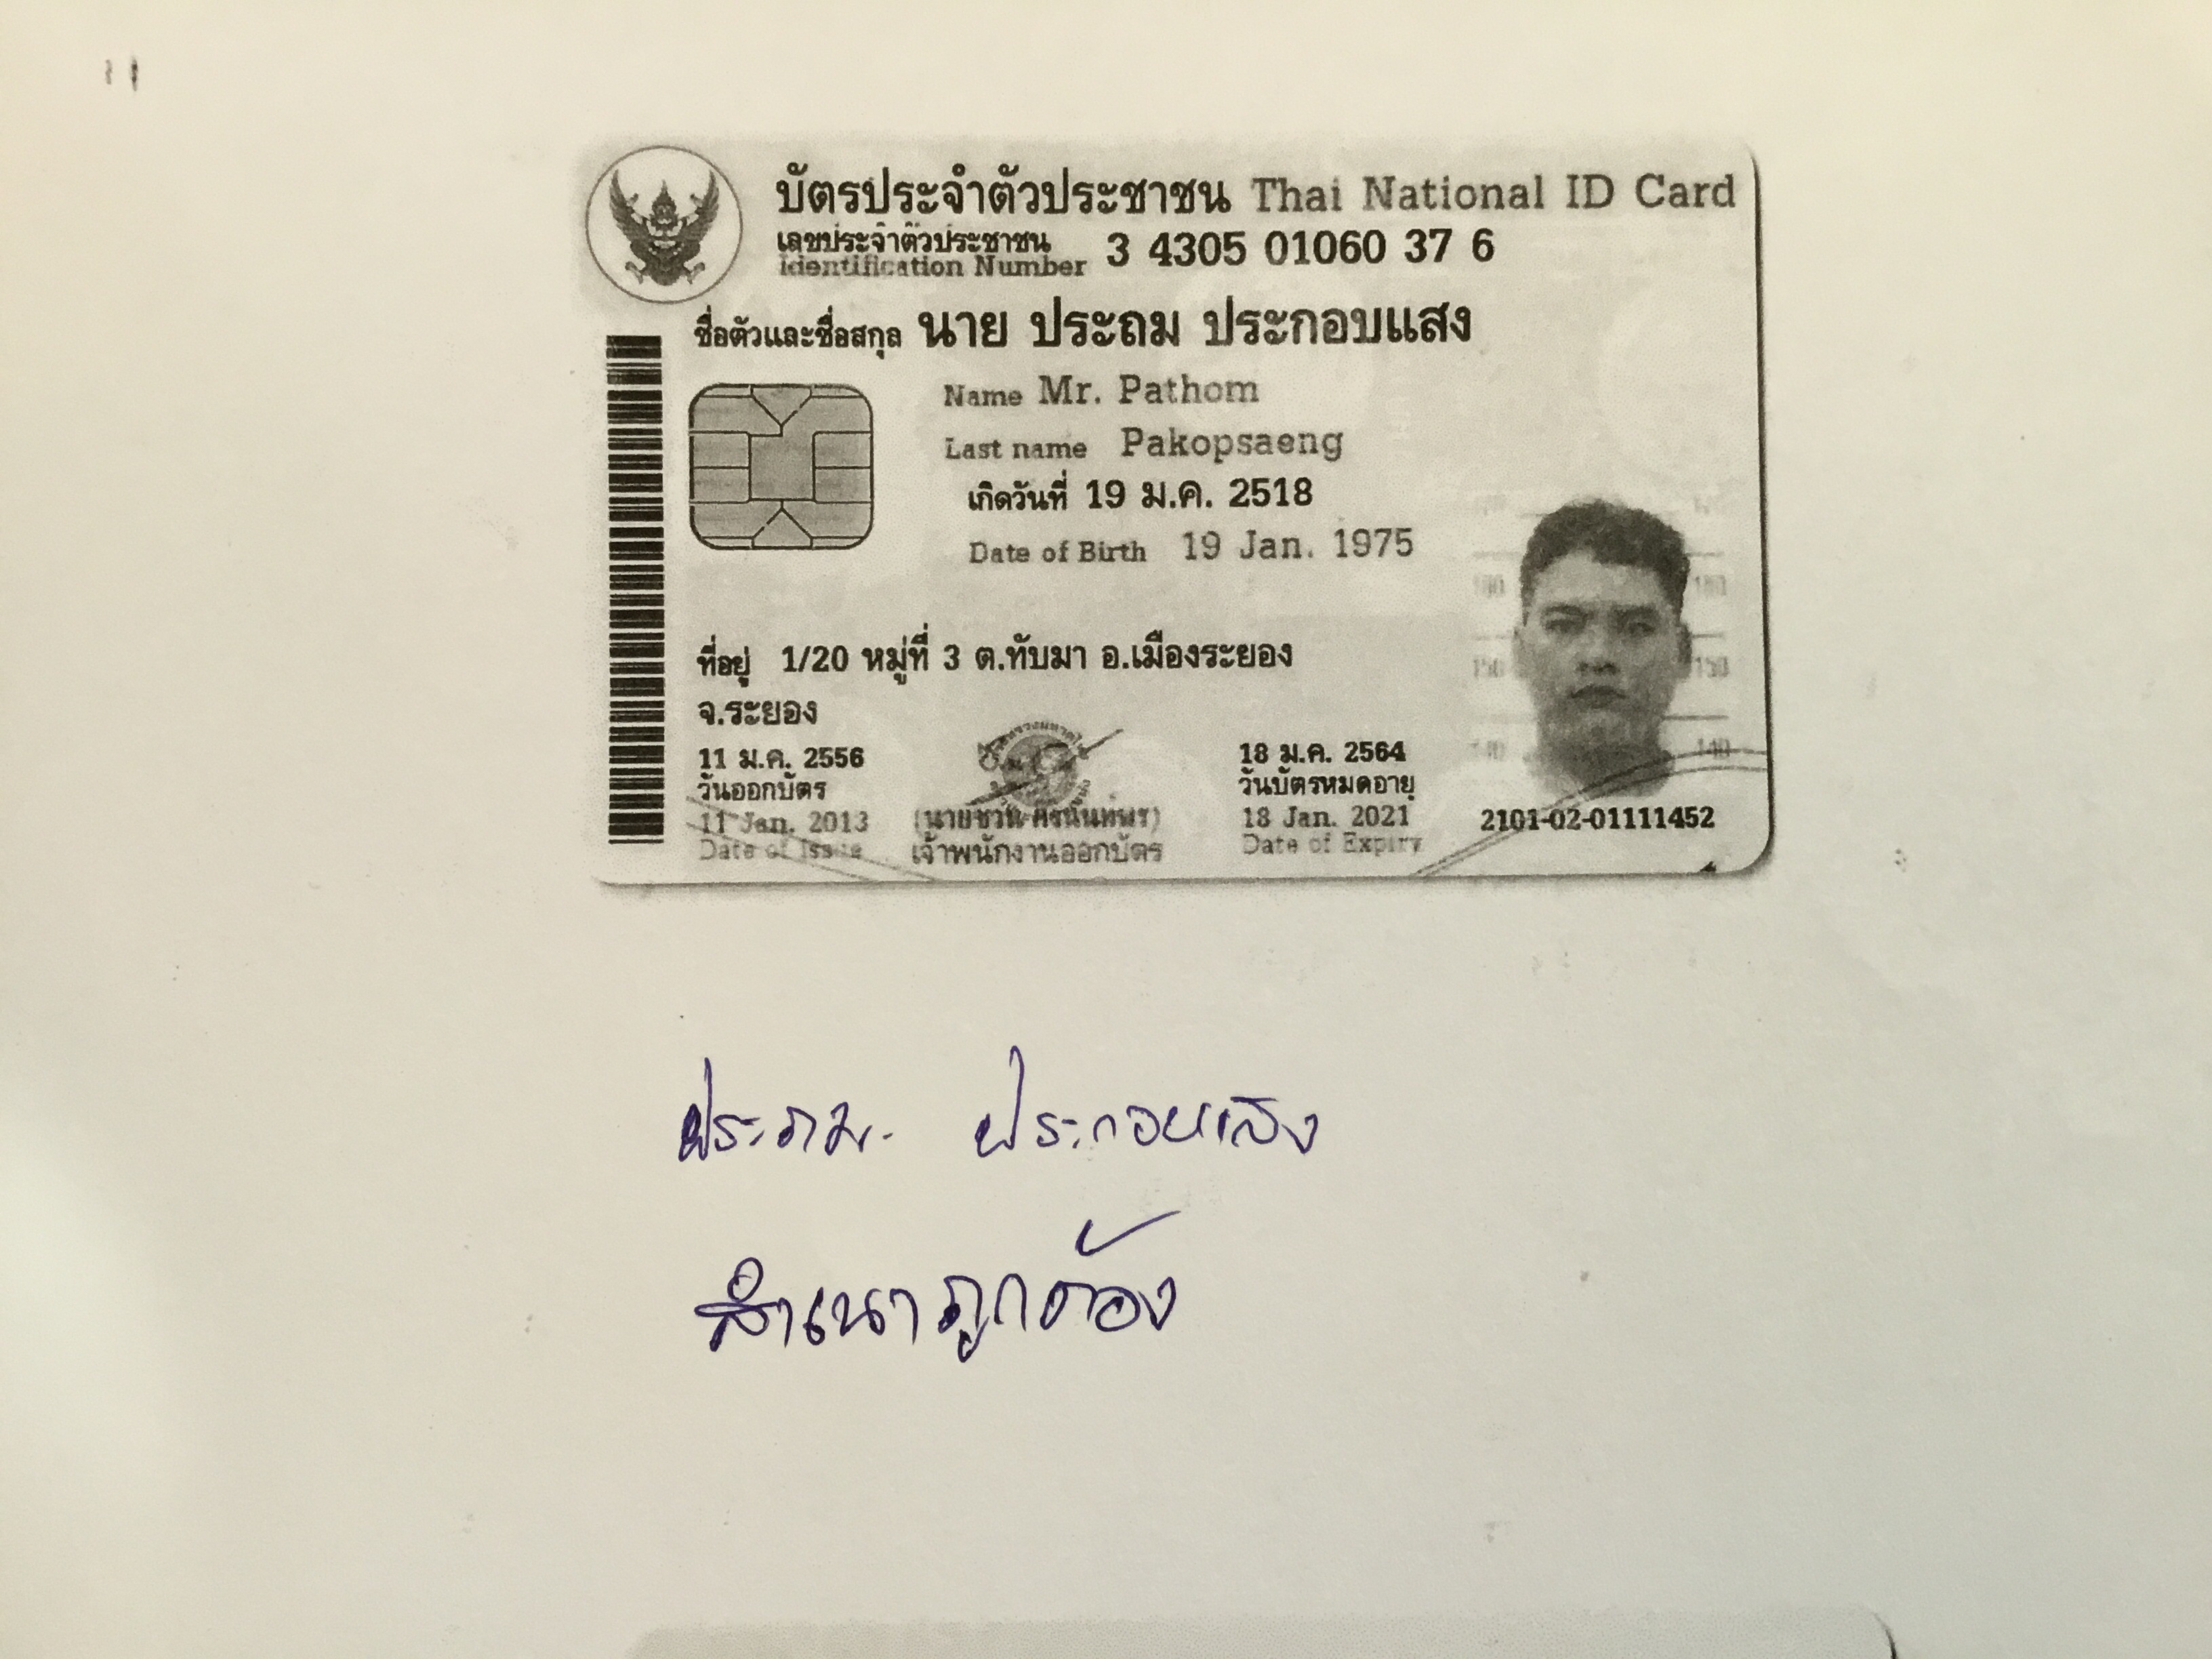 บัตรประจำตัวประชาชน Thai National ID Card
เลขประจำตัวประชาชน 3 4305 01060 37 6
Identification Number
ชื่อตัวและชื่อสกุล นาย ประถม ประกอบแสง
Name Mr. Pathom
Last name Pakopsaeng
เกิดวันที่ 19 ม.ค. 2518
Date of Birth 19 Jan. 1975
180 180
150 150
140 140
ที่อยู่ 1/20 หมู่ที่ 3 ต.ทับมา อ.เมืองระยอง
จ.ระยอง
11 ม.ค. 2556
วันออกบัตร
11 Jan. 2013
Date of Issue
เจ้าพนักงานออกบัตร
18 ม.ค. 2564
วันบัตรหมดอายุ
18 Jan. 2021
Date of Expiry
2101-02-01111452
ประถม ประกอบแสง
สำเนาถูกต้อง